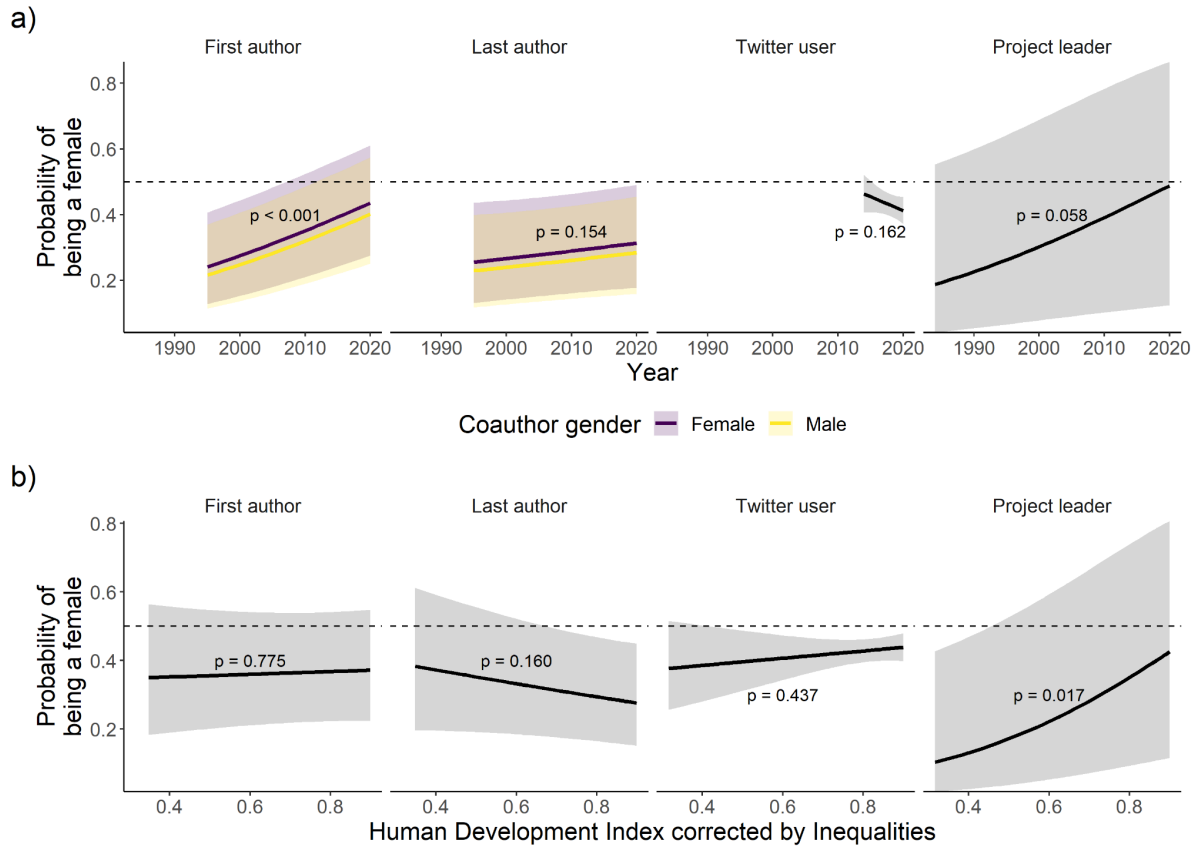 a)
First author Last author Twitter user Project leader
Probability of
being a female
0.8
0.6
0.4
0.2
p < 0.001 p = 0.154 p = 0.162 p = 0.058
1990 2000 2010 2020 1990 2000 2010 2020 1990 2000 2010 2020 1990 2000 2010 2020
Year
Coauthor gender Female Male
b)
First author Last author Twitter user Project leader
Probability of
being a female
0.8
0.6
0.4
0.2
p = 0.775 p = 0.160 p = 0.437 p = 0.017
0.4 0.6 0.8 0.4 0.6 0.8 0.4 0.6 0.8 0.4 0.6 0.8
Human Development Index corrected by Inequalities